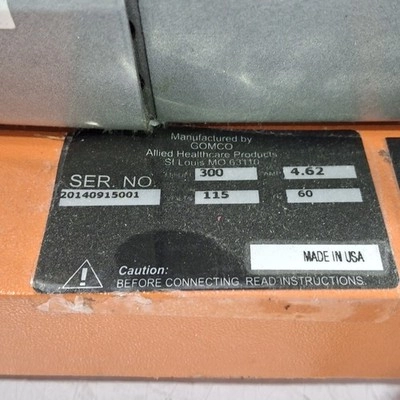 Manufactured by
GOMCO
Allied Healthcare Products
St Louis MO 63110
SER. NO. 300 AMPS 4.62
20140915001 115 60
MADE IN USA
Caution:
BEFORE CONNECTING READ INSTRUCTIONS.